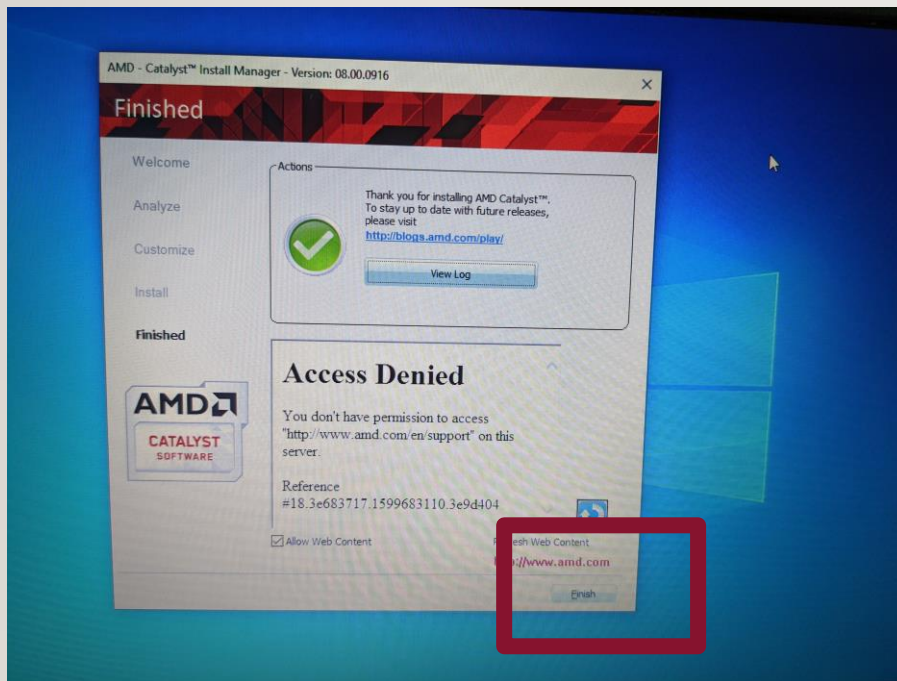 AMD - Catalyst™ Install Manager - Version: 08.00.0916
Finished
Welcome
Analyze
Customize
Install
Finished
AMD
CATALYST
SOFTWARE
Actions
Thank you for installing AMD Catalyst™.
To stay up to date with future releases,
please visit
http://blogs.amd.com/play/
View Log
Access Denied
You don't have permission to access
"http://www.amd.com/en/support" on this
server.
Reference
#18.3e683717.1599683110.3e9d404
Allow Web Content
Web Content
www.amd.com
Finish